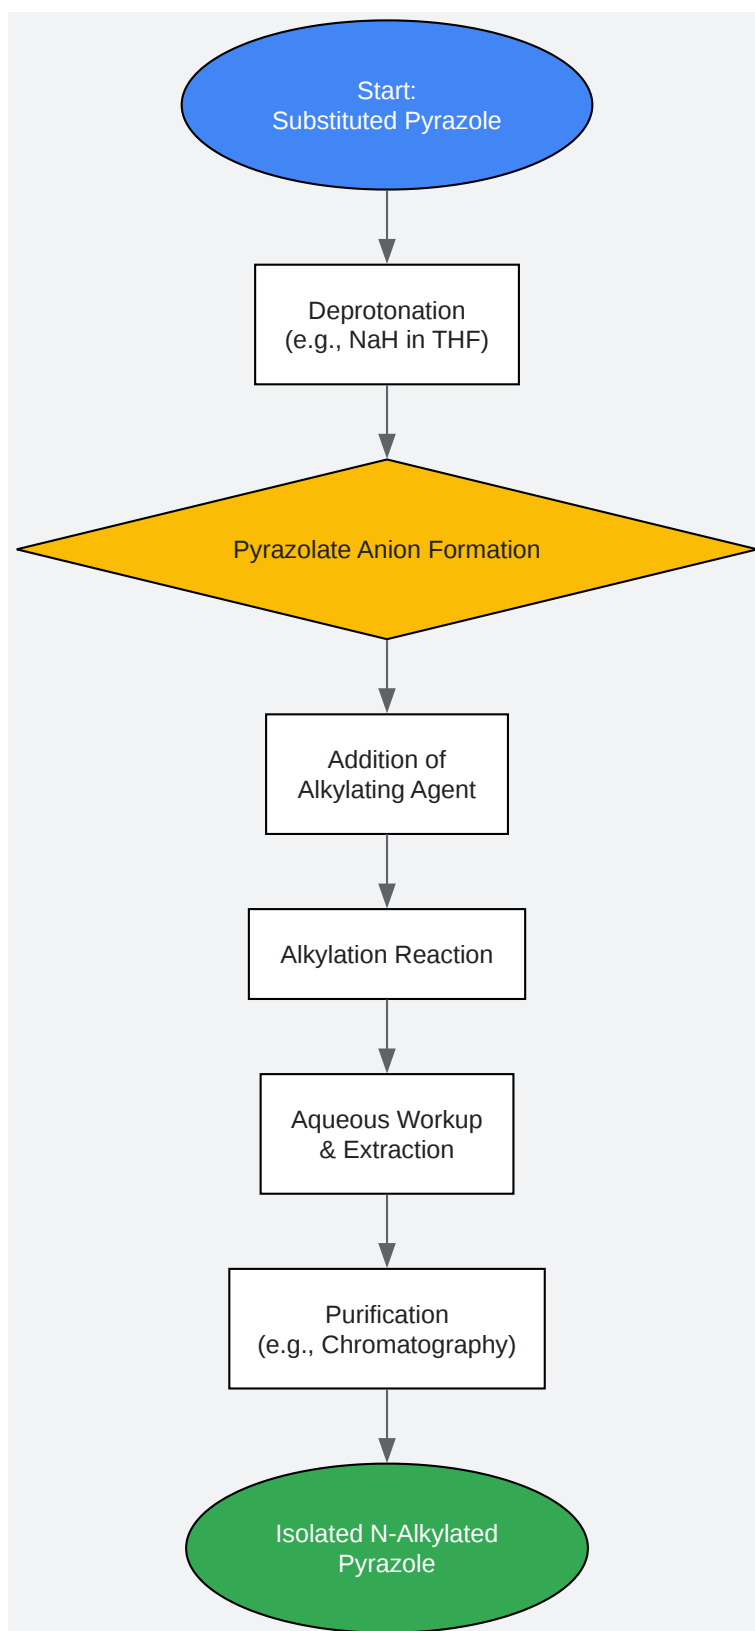 Start:
Substituted Pyrazole
Deprotonation
(e.g., NaH in THF)
Pyrazolate Anion Formation
Addition of
Alkylating Agent
Alkylation Reaction
Aqueous Workup
& Extraction
Purification
(e.g., Chromatography)
Isolated N-Alkylated
Pyrazole